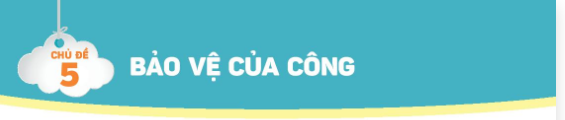 CHỦ ĐỀ
5
BẢO VỆ CỦA CÔNG